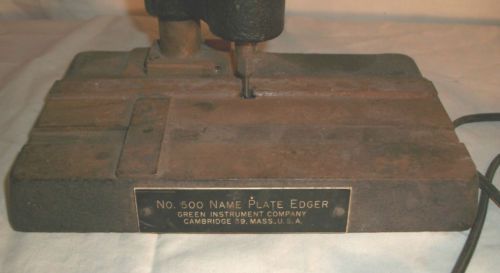 No. 500 Name Plate Edger
GREEN INSTRUMENT COMPANY
CAMBRIDGE 39, MASS., U.S.A.